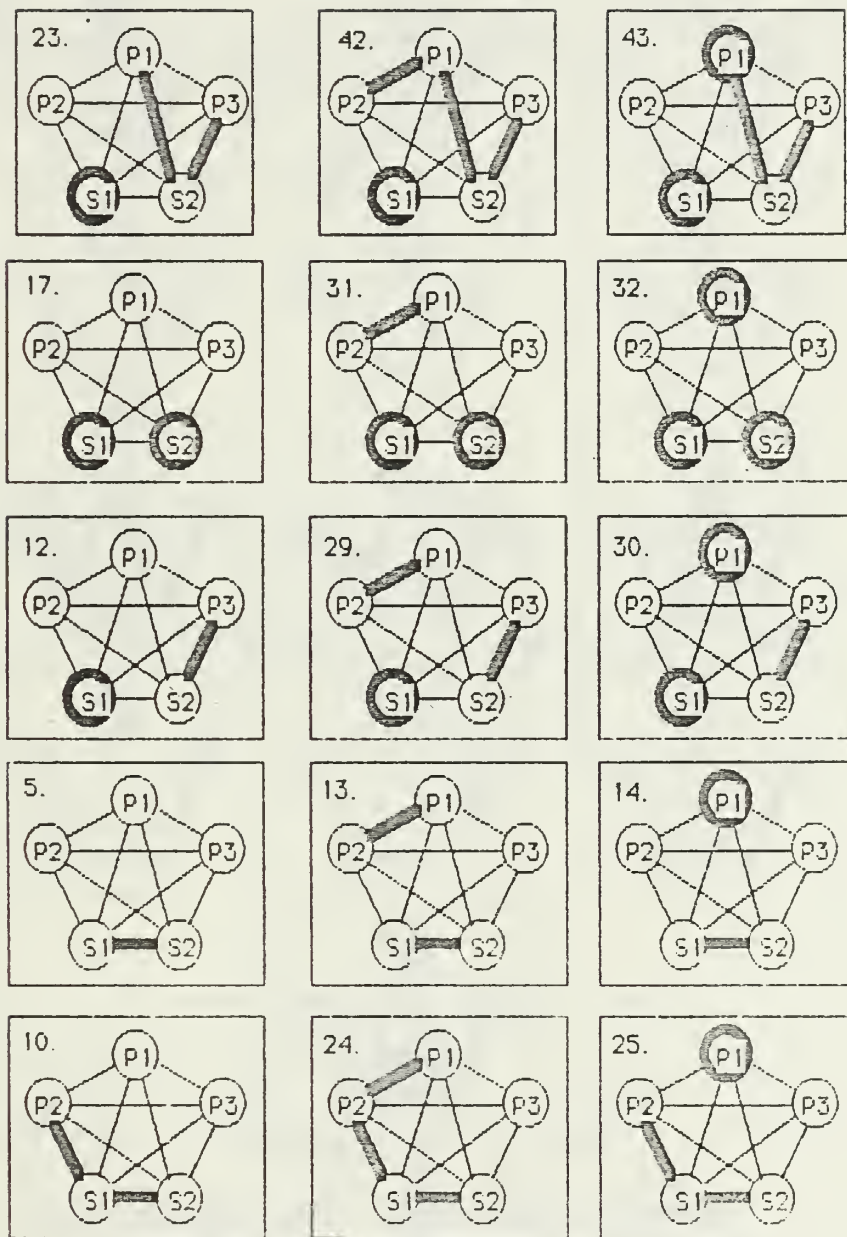 23. P1 P2 P3 S1 S2
42. P1 P2 P3 S1 S2
43. P1 P2 P3 S1 S2
17. P1 P2 P3 S1 S2
31. P1 P2 P3 S1 S2
32. P1 P2 P3 S1 S2
12. P1 P2 P3 S1 S2
29. P1 P2 P3 S1 S2
30. P1 P2 P3 S1 S2
5. P1 P2 P3 S1 S2
13. P1 P2 P3 S1 S2
14. P1 P2 P3 S1 S2
10. P1 P2 P3 S1 S2
24. P1 P2 P3 S1 S2
25. P1 P2 P3 S1 S2